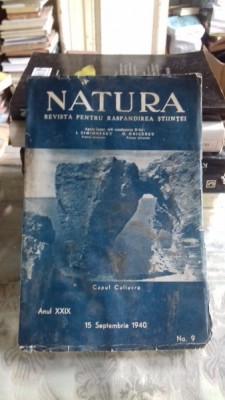 NATURA
REVISTA PENTRU RASPANDIREA STIINTEI
Capul Caliacra
Anul XXIX
15 Septembrie 1940
No. 9